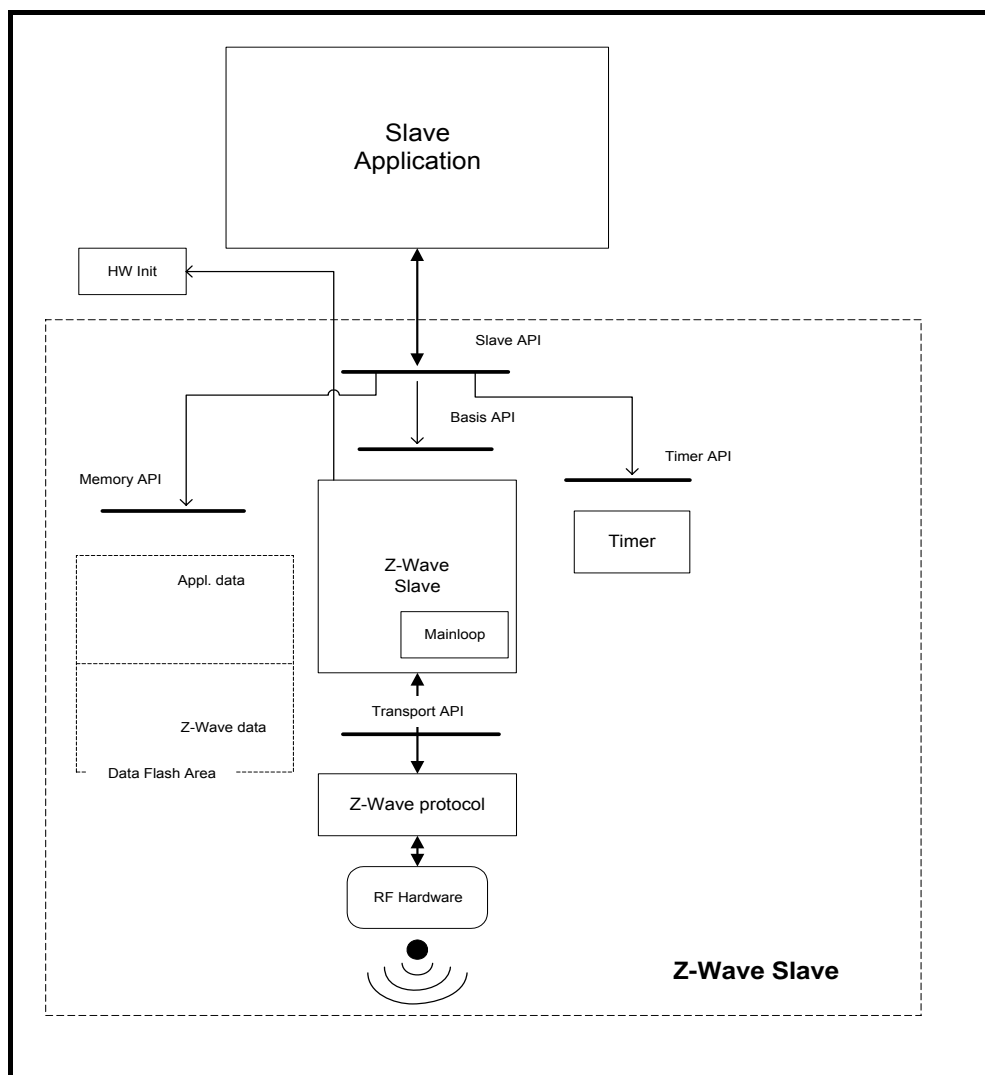 Slave
Application
HW Init
Slave API
Basis API
Timer API
Memory API
Timer
Z-Wave
Slave
Appl. data
Mainloop
Transport API
Z-Wave data
Data Flash Area
Z-Wave protocol
RF Hardware
Z-Wave Slave